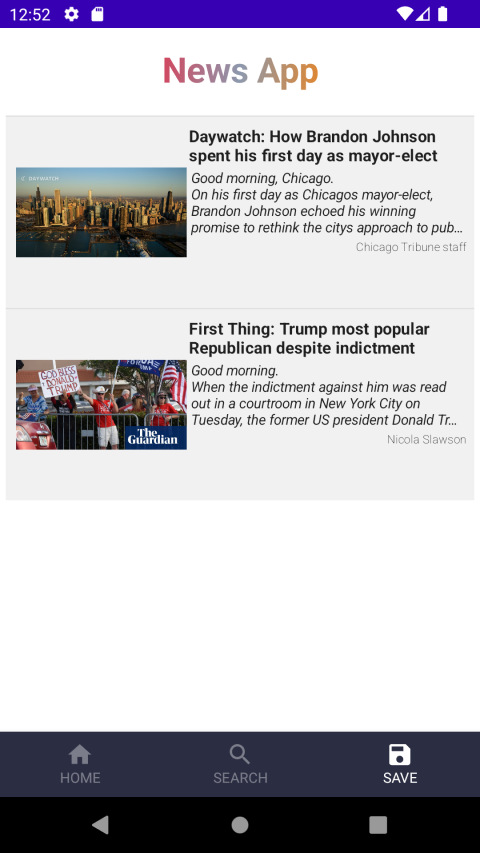 12:52
News App
Daywatch: How Brandon Johnson
spent his first day as mayor-elect
DAYWATCH
Good morning, Chicago.
On his first day as Chicagos mayor-elect,
Brandon Johnson echoed his winning
promise to rethink the citys approach to pub...
Chicago Tribune staff
First Thing: Trump most popular
Republican despite indictment
GOD BLESS
DONALD
TRUMP
The
Guardian
Good morning.
When the indictment against him was read
out in a courtroom in New York City on
Tuesday, the former US president Donald Tr...
Nicola Slawson
HOME
SEARCH
SAVE